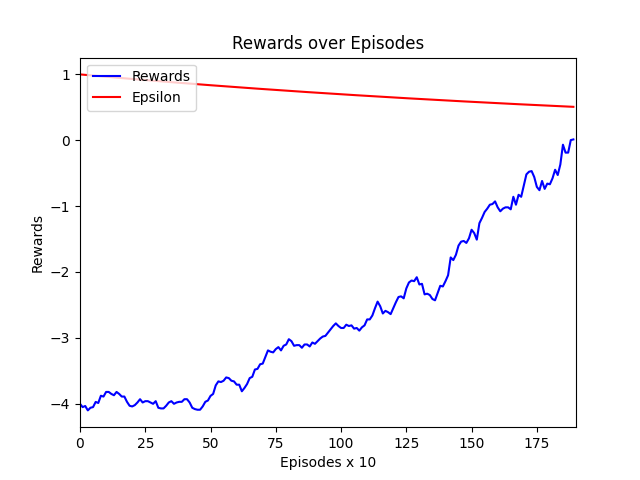 Rewards over Episodes
Rewards
Epsilon
1
0
−1
−2
−3
−4
Rewards
0 25 50 75 100 125 150 175
Episodes x 10